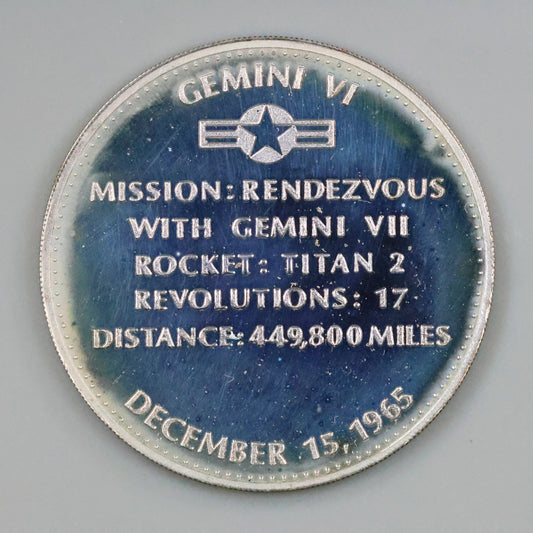 GEMINI VI
MISSION: RENDEZVOUS
WITH GEMINI VII
ROCKET: TITAN 2
REVOLUTIONS: 17
DISTANCE: 449,800 MILES
DECEMBER 15, 1965